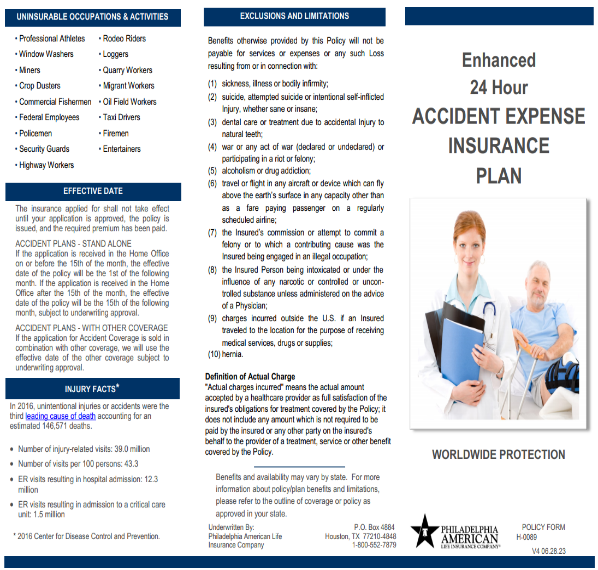 UNINSURABLE OCCUPATIONS & ACTIVITIES
• Professional Athletes
• Window Washers
• Miners
• Crop Dusters
• Commercial Fishermen
• Federal Employees
• Policemen
• Security Guards
• Highway Workers
• Rodeo Riders
• Loggers
• Quarry Workers
• Migrant Workers
• Oil Field Workers
• Taxi Drivers
• Firemen
• Entertainers
EFFECTIVE DATE
The insurance applied for shall not take effect
until your application is approved, the policy is
issued, and the required premium has been paid.
ACCIDENT PLANS - STAND ALONE
If the application is received in the Home Office
on or before the 15th of the month, the effective
date of the policy will be the 1st of the following
month. If the application is received in the Home
Office after the 15th of the month, the effective
date of the policy will be the 15th of the following
month, subject to underwriting approval.
ACCIDENT PLANS - WITH OTHER COVERAGE
If the application for Accident Coverage is sold in
combination with other coverage, we will use the
effective date of the other coverage subject to
underwriting approval.
INJURY FACTS*
In 2016, unintentional injuries or accidents were the
third leading cause of death accounting for an
estimated 146,571 deaths.
• Number of injury-related visits: 39.0 million
• Number of visits per 100 persons: 43.3
• ER visits resulting in hospital admission: 12.3
million
• ER visits resulting in admission to a critical care
unit: 1.5 million
* 2016 Center for Disease Control and Prevention.
EXCLUSIONS AND LIMITATIONS
Benefits otherwise provided by this Policy will not be
payable for services or expenses or any such Loss
resulting from or in connection with:
(1) sickness, illness or bodily infirmity;
(2) suicide, attempted suicide or intentional self-inflicted
Injury, whether sane or insane;
(3) dental care or treatment due to accidental Injury to
natural teeth;
(4) war or any act of war (declared or undeclared) or
participating in a riot or felony;
(5) alcoholism or drug addiction;
(6) travel or flight in any aircraft or device which can fly
above the earth's surface in any capacity other than
as a fare paying passenger on a regularly
scheduled airline;
(7) the Insured's commission or attempt to commit a
felony or to which a contributing cause was the
Insured being engaged in an illegal occupation;
(8) the Insured Person being intoxicated or under the
influence of any narcotic or controlled or uncon-
trolled substance unless administered on the advice
of a Physician;
(9) charges incurred outside the U.S. if an Insured
traveled to the location for the purpose of receiving
medical services, drugs or supplies;
(10) hernia.
Definition of Actual Charge
"Actual charges incurred" means the actual amount
accepted by a healthcare provider as full satisfaction of the
insured's obligations for treatment covered by the Policy; it
does not include any amount which is not required to be
paid by the insured or any other party on the insured's
behalf to the provider of a treatment, service or other benefit
covered by the Policy.
Benefits and availability may vary by state. For more
information about policy/plan benefits and limitations,
please refer to the outline of coverage or policy as
approved in your state.
Underwritten By:
Philadelphia American Life
Insurance Company
P.O. Box 4884
Houston, TX 77210-4848
1-800-552-7879
Enhanced
24 Hour
ACCIDENT EXPENSE
INSURANCE
PLAN
WORLDWIDE PROTECTION
PHILADELPHIA
AMERICAN
LIFE INSURANCE COMPANY
POLICY FORM
H-0089
V4 06.28.23